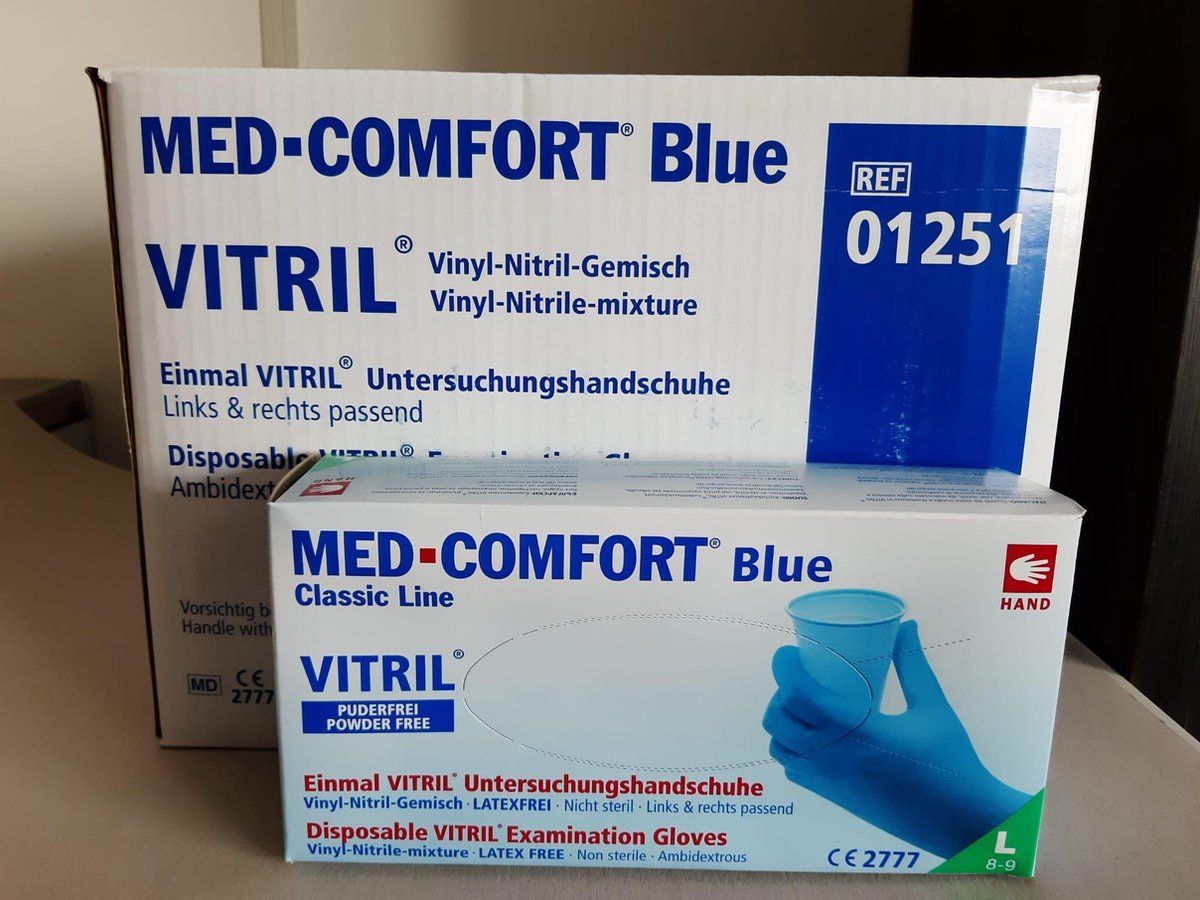 MED-COMFORT® Blue
REF
01251
VITRIL®
Vinyl-Nitril-Gemisch
Vinyl-Nitrile-mixture
Einmal VITRIL® Untersuchungshandschuhe
Links & rechts passend
Disposable VITRIL®
Ambidext
Vorsichtig b
Handle with
MD CE
2777
MED-COMFORT® Blue
Classic Line
HAND
VITRIL®
PUDERFREI
POWDER FREE
Einmal VITRIL® Untersuchungshandschuhe
Vinyl-Nitril-Gemisch · LATEXFREI · Nicht steril · Links & rechts passend
Disposable VITRIL® Examination Gloves
Vinyl-Nitrile-mixture · LATEX FREE · Non sterile · Ambidextrous
CE 2777
L
8-9